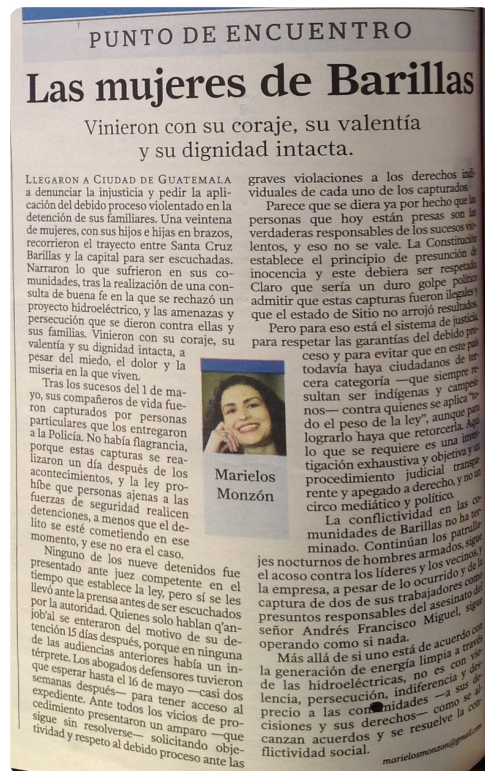 PUNTO DE ENCUENTRO
Las mujeres de Barillas
Vinieron con su coraje, su valentía
y su dignidad intacta.
LLEGARON A CIUDAD DE GUATEMALA
a denunciar la injusticia y pedir la apli-
cación del debido proceso violentado en la
detención de sus familiares. Una veintena
de mujeres, con sus hijos e hijas en brazos,
recorrieron el trayecto entre Santa Cruz
Barillas y la capital para ser escuchadas.
Narraron lo que sufrieron en sus co-
munidades, tras la realización de una con-
sulta de buena fe en la que se rechazó un
proyecto hidroeléctrico, y las amenazas y
persecución que se dieron contra ellas y
sus familias. Vinieron con su coraje, su
valentía y su dignidad intacta, a
pesar del miedo, el dolor y la
miseria en la que viven.
Tras los sucesos del 1 de ma-
yo, sus compañeros de vida fue-
ron capturados por personas
particulares que los entregaron
a la Policía. No había flagrancia,
porque estas capturas se rea-
lizaron un día después de los
acontecimientos, y la ley pro-
híbe que personas ajenas a las
fuerzas de seguridad realicen
detenciones, a menos que el de-
lito se esté cometiendo en ese
momento, y ese no era el caso.
Ninguno de los nueve detenidos fue
presentado ante juez competente en el
tiempo que establece la ley, pero sí se les
llevó ante la prensa antes de ser escuchados
por la autoridad. Quienes solo hablan q'an-
job'al se enteraron del motivo de su de-
tención 15 días después, porque en ninguna
de las audiencias anteriores había un in-
térprete. Los abogados defensores tuvieron
que esperar hasta el 16 de mayo —casi dos
semanas después— para tener acceso al
expediente. Ante todos los vicios de pro-
cedimiento presentaron un amparo —que
sigue sin resolverse— solicitando obje-
tividad y respeto al debido proceso ante las
graves violaciones a los derechos indi-
viduales de cada uno de los capturados.
Parece que se diera ya por hecho que las
personas que hoy están presas son las
verdaderas responsables de los sucesos vio-
lentos, y eso no se vale. La Constitución
establece el principio de presunción de
inocencia y este debiera ser respetado.
Claro que sería un duro golpe político
admitir que estas capturas fueron ilegales y
que el estado de Sitio no arrojó resultados.
Pero para eso está el sistema de justicia,
para respetar las garantías del debido pro-
ceso y para evitar que en este país
todavía haya ciudadanos de ter-
cera categoría —que siempre re-
sultan ser indígenas y campesi-
nos— contra quienes se aplica "to-
do el peso de la ley", aunque para
lograrlo haya que retorcerla. Aquí
lo que se requiere es una inves-
tigación exhaustiva y objetiva y un
procedimiento judicial transpa-
rente y apegado a derecho, y no un
circo mediático y político.
La conflictividad en las co-
munidades de Barillas no ha ter-
minado. Continúan los patrulla-
jes nocturnos de hombres armados, sigue
el acoso contra los líderes y los vecinos, y
la empresa, a pesar de lo ocurrido y de la
captura de dos de sus trabajadores como
presuntos responsables del asesinato del
señor Andrés Francisco Miguel, sigue
operando como si nada.
Más allá de si uno está de acuerdo con
la generación de energía limpia a través
de las hidroeléctricas, no es con vio-
lencia, persecución, indiferencia y des-
precio a las comunidades —a sus de-
cisiones y sus derechos— como se al-
canzan acuerdos y se resuelve la con-
flictividad social.
marielosmonzon@gmail.com
Marielos
Monzón